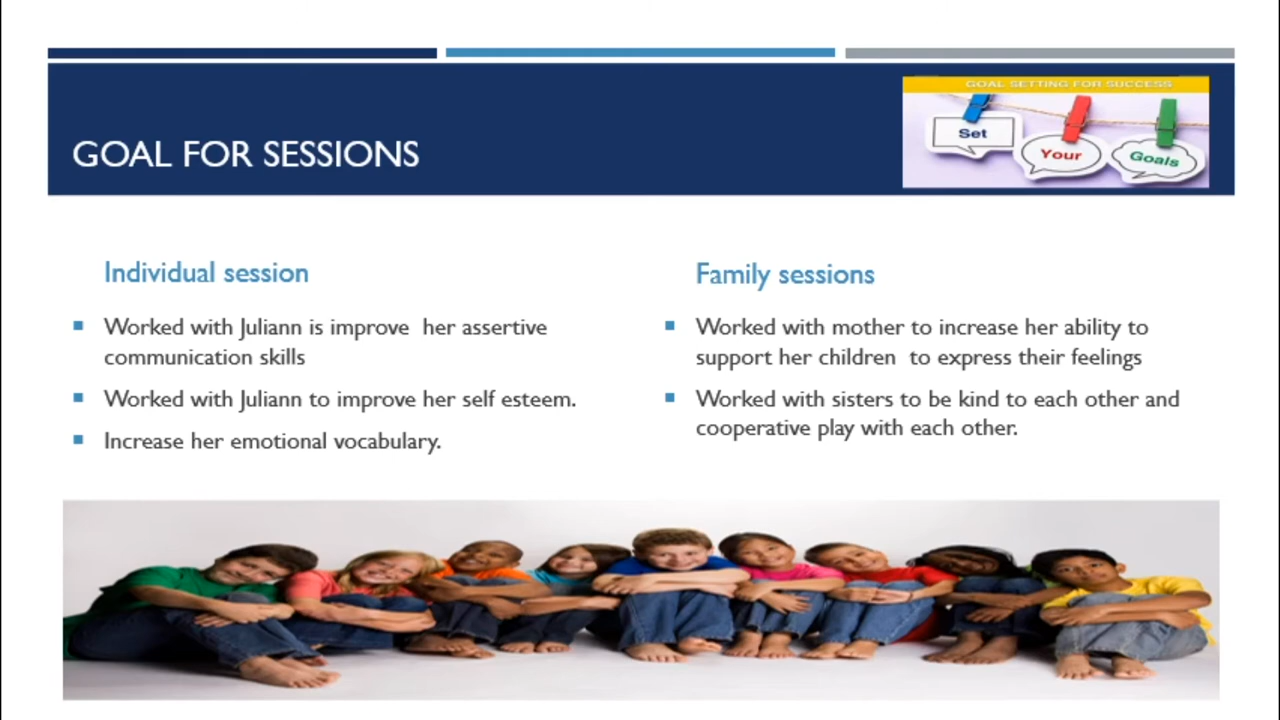 GOAL SETTING FOR SUCCESS
Set
Your
Goals
GOAL FOR SESSIONS
Individual session
Worked with Juliann is improve her assertive
communication skills
Worked with Juliann to improve her self esteem.
Increase her emotional vocabulary.
Family sessions
Worked with mother to increase her ability to
support her children to express their feelings
Worked with sisters to be kind to each other and
cooperative play with each other.